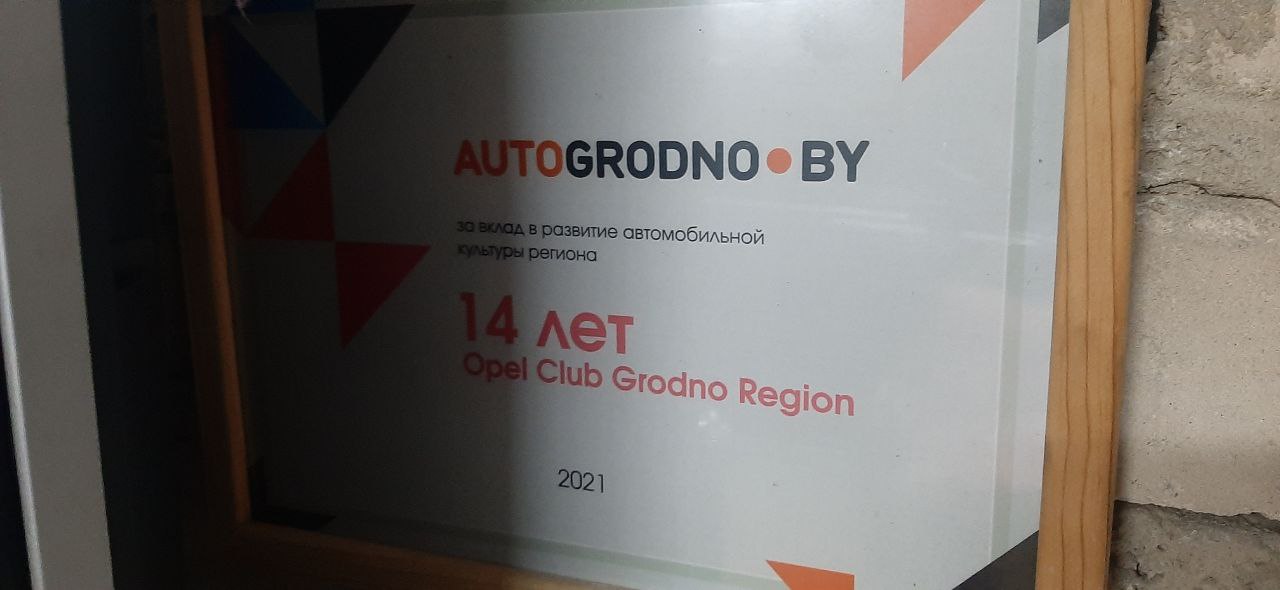 AUTOGRODNO•BY
за вклад в развитие автомобильной
культуры региона
14 лет
Opel Club Grodno Region
2021